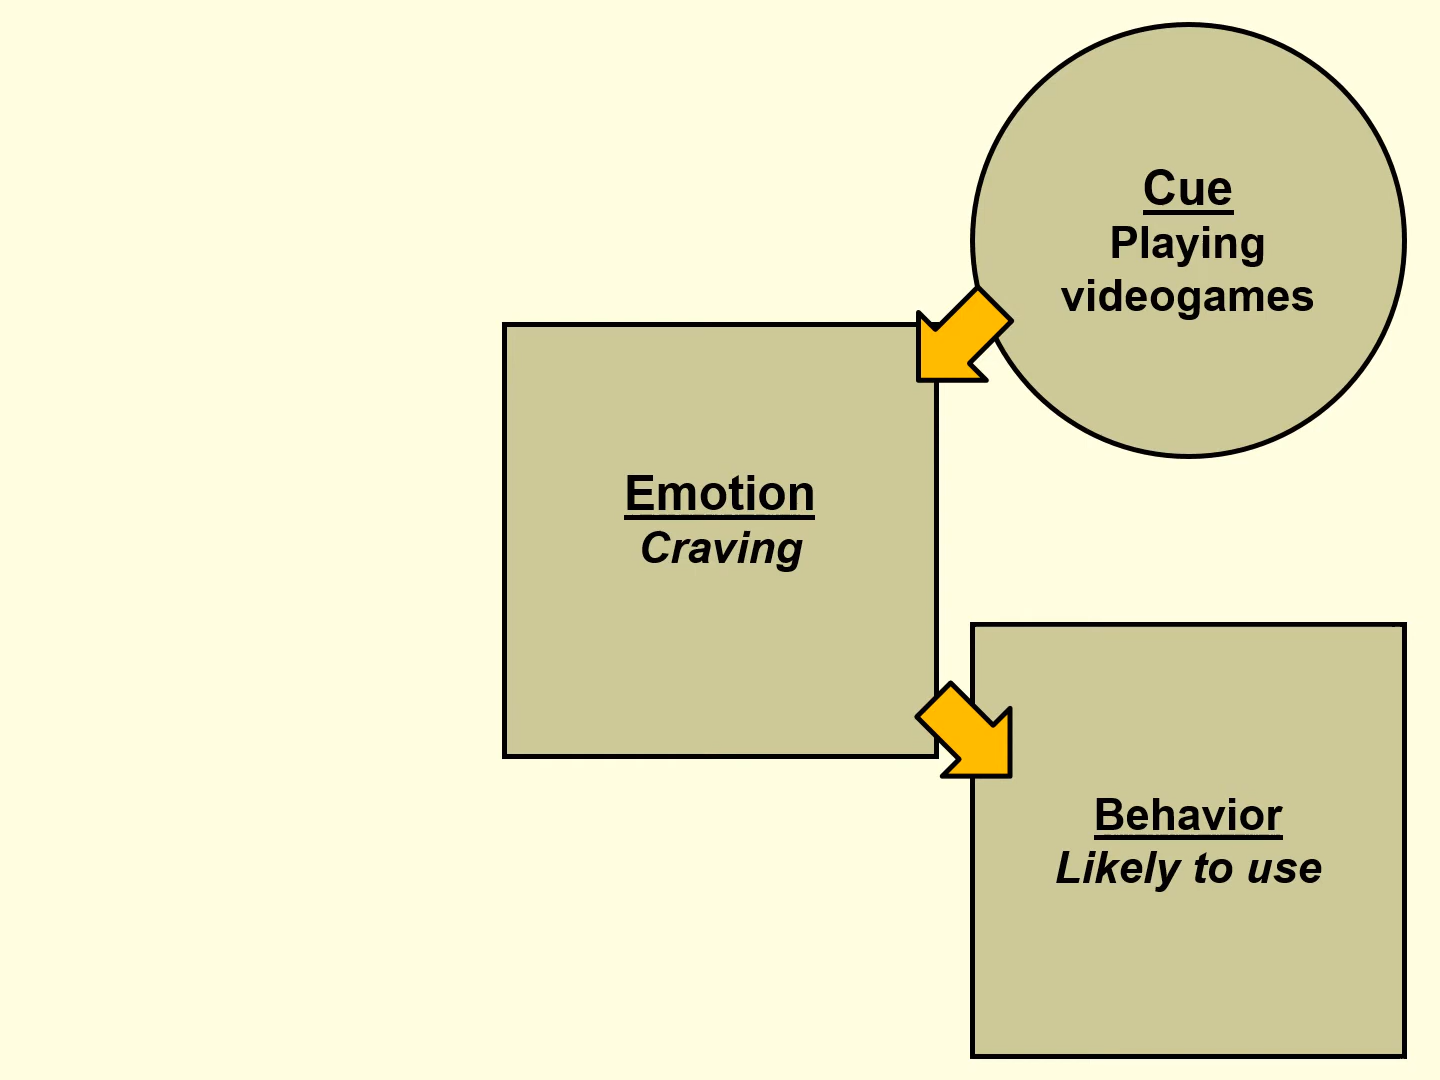 Cue
Playing
videogames
Emotion
Craving
Behavior
Likely to use